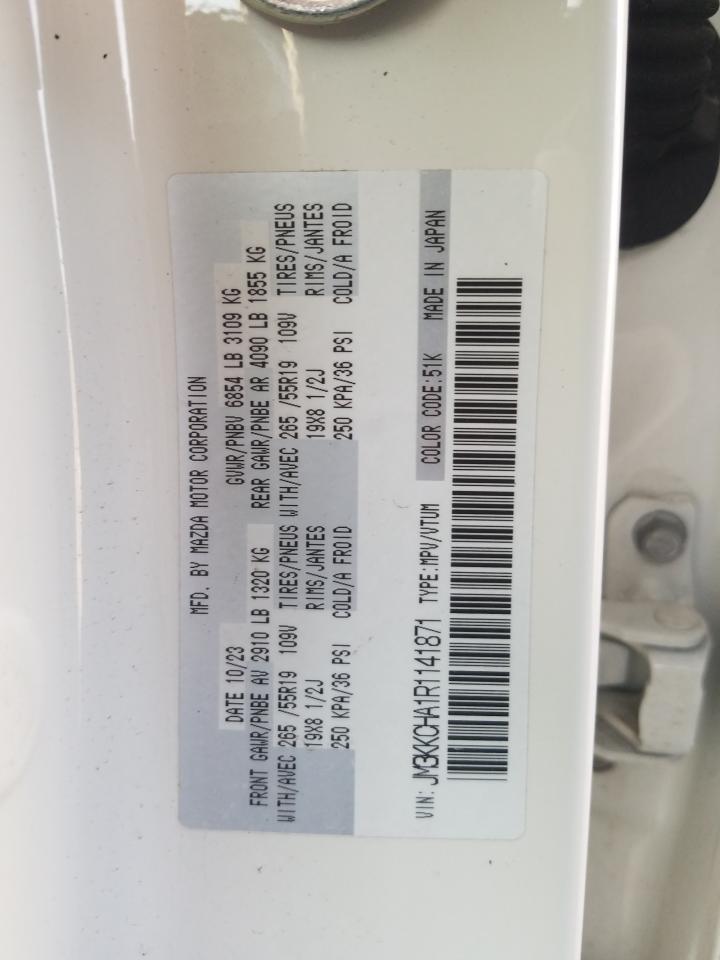 MFD. BY MAZDA MOTOR CORPORATION
DATE 10/23 GVWR/PNBV 6854 LB 3109 KG
FRONT GAWR/PNBE AV 2910 LB 1320 KG REAR GAWR/PNBE AR 4090 LB 1855 KG
WITH/AVEC 265 /55R19 109V TIRES/PNEUS WITH/AVEC 265 /55R19 109V TIRES/PNEUS
19X8 1/2J RIMS/JANTES 19X8 1/2J RIMS/JANTES
250 KPA/36 PSI COLD/A FROID 250 KPA/36 PSI COLD/A FROID
VIN: JM3KKCHA1R1141871 TYPE:MPV/VTUM COLOR CODE:51K MADE IN JAPAN